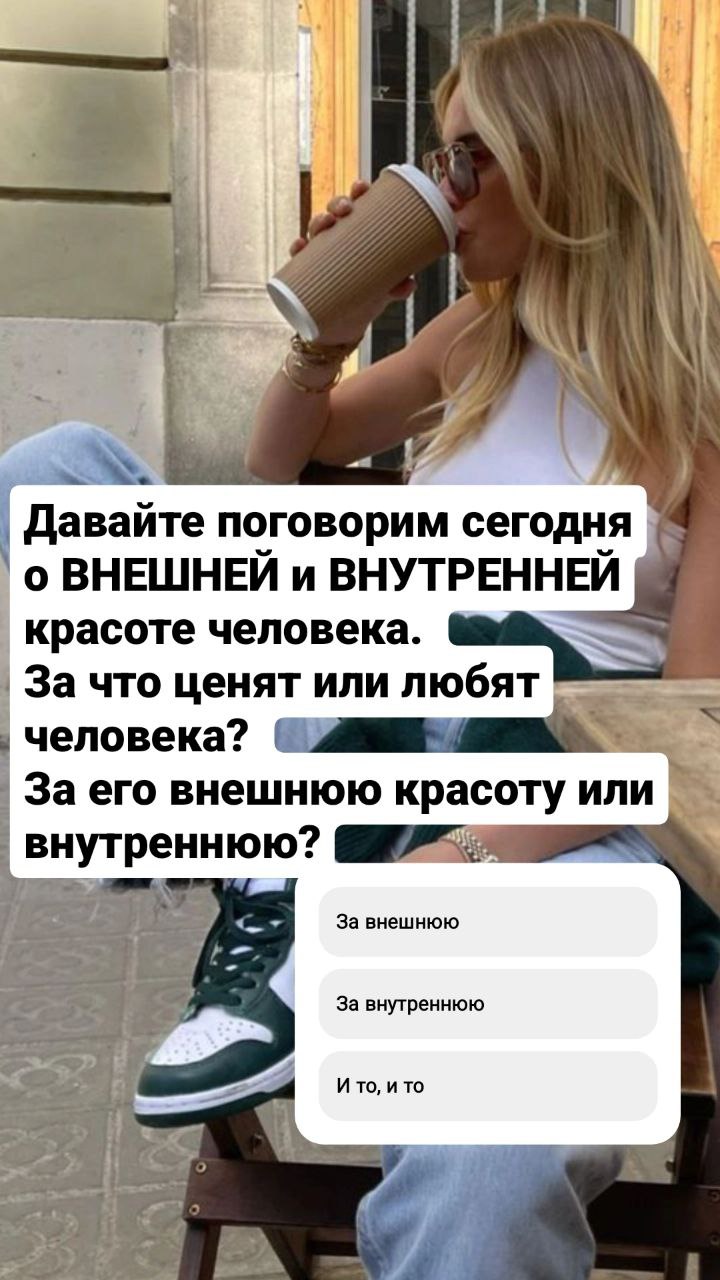 Давайте поговорим сегодня
о ВНЕШНЕЙ и ВНУТРЕННЕЙ
красоте человека.
За что ценят или любят
человека?
За его внешнюю красоту или
внутреннюю?
За внешнюю
За внутреннюю
И то, и то